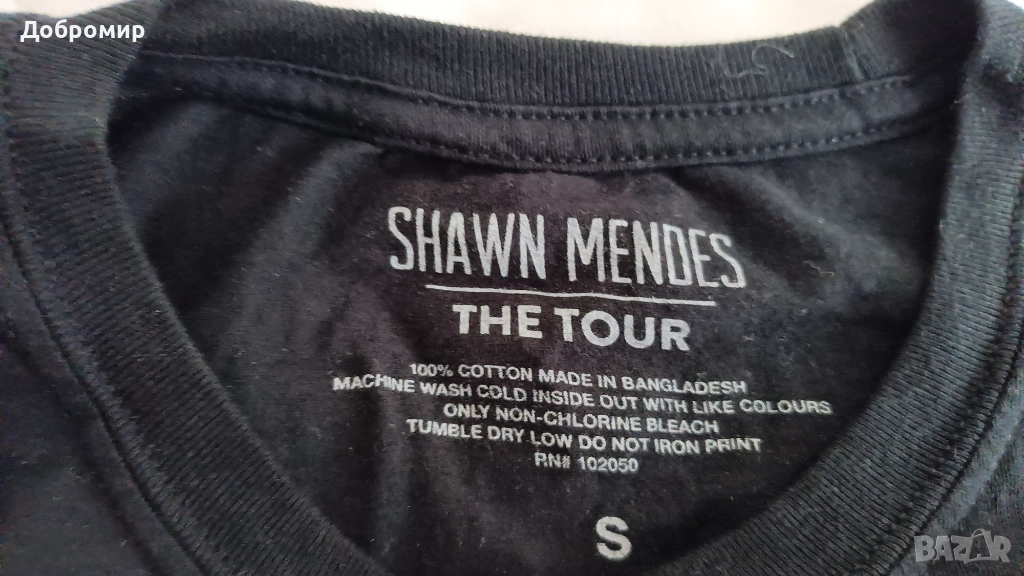 Добромир
SHAWN MENDES
THE TOUR
100% COTTON MADE IN BANGLADESH
MACHINE WASH COLD INSIDE OUT WITH LIKE COLOURS
ONLY NON-CHLORINE BLEACH
TUMBLE DRY LOW DO NOT IRON PRINT
RN# 102050
S
BAZAR